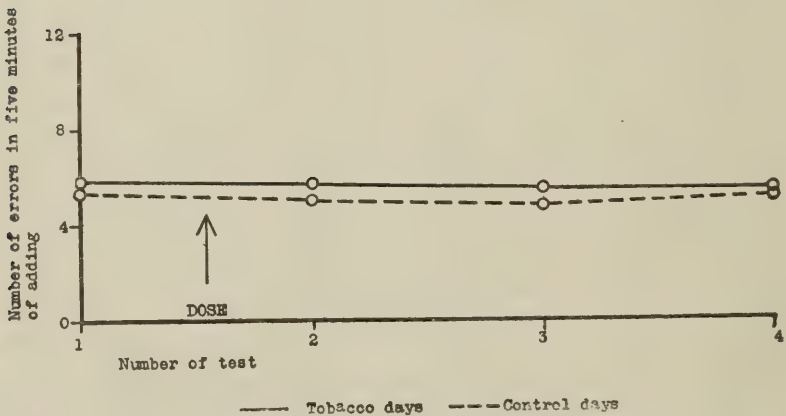 Number of errors in five minutes
of adding
12
8
4
0
DOSE
1 2 3 4
Number of test
Tobacco days Control days